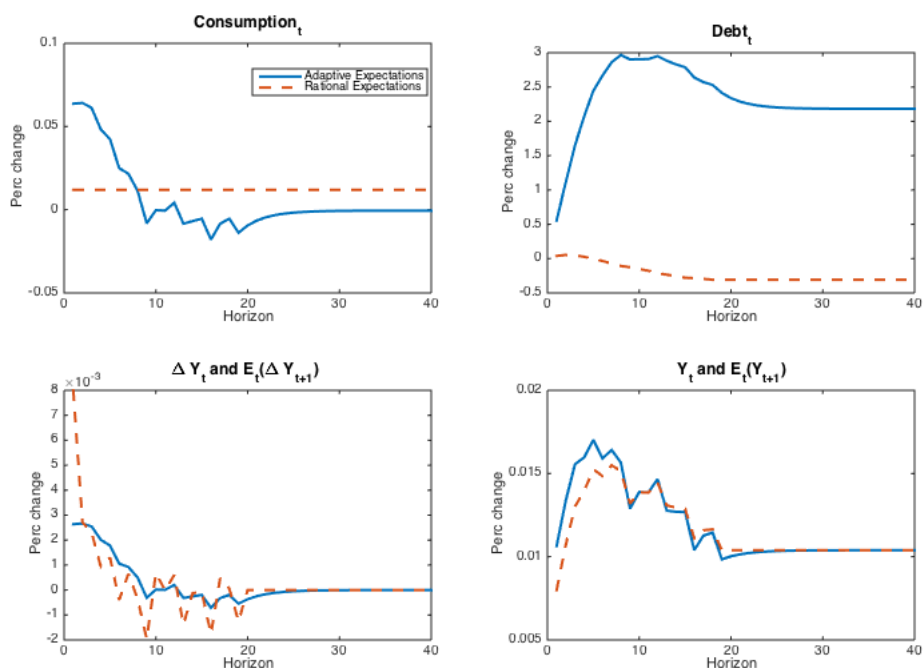 Consumption_t
Perc change
0.1
0.05
0
-0.05
Adaptive Expectations
Rational Expectations
0 10 20 30 40
Horizon
Debt_t
Perc change
3
2.5
2
1.5
1
0.5
0
-0.5
0 10 20 30 40
Horizon
Δ Y_t and E_t(Δ Y_{t+1})
×10^{-3}
Perc change
8
7
6
5
4
3
2
1
0
-1
-2
0 10 20 30 40
Horizon
Y_t and E_t(Y_{t+1})
Perc change
0.02
0.015
0.01
0.005
0 10 20 30 40
Horizon